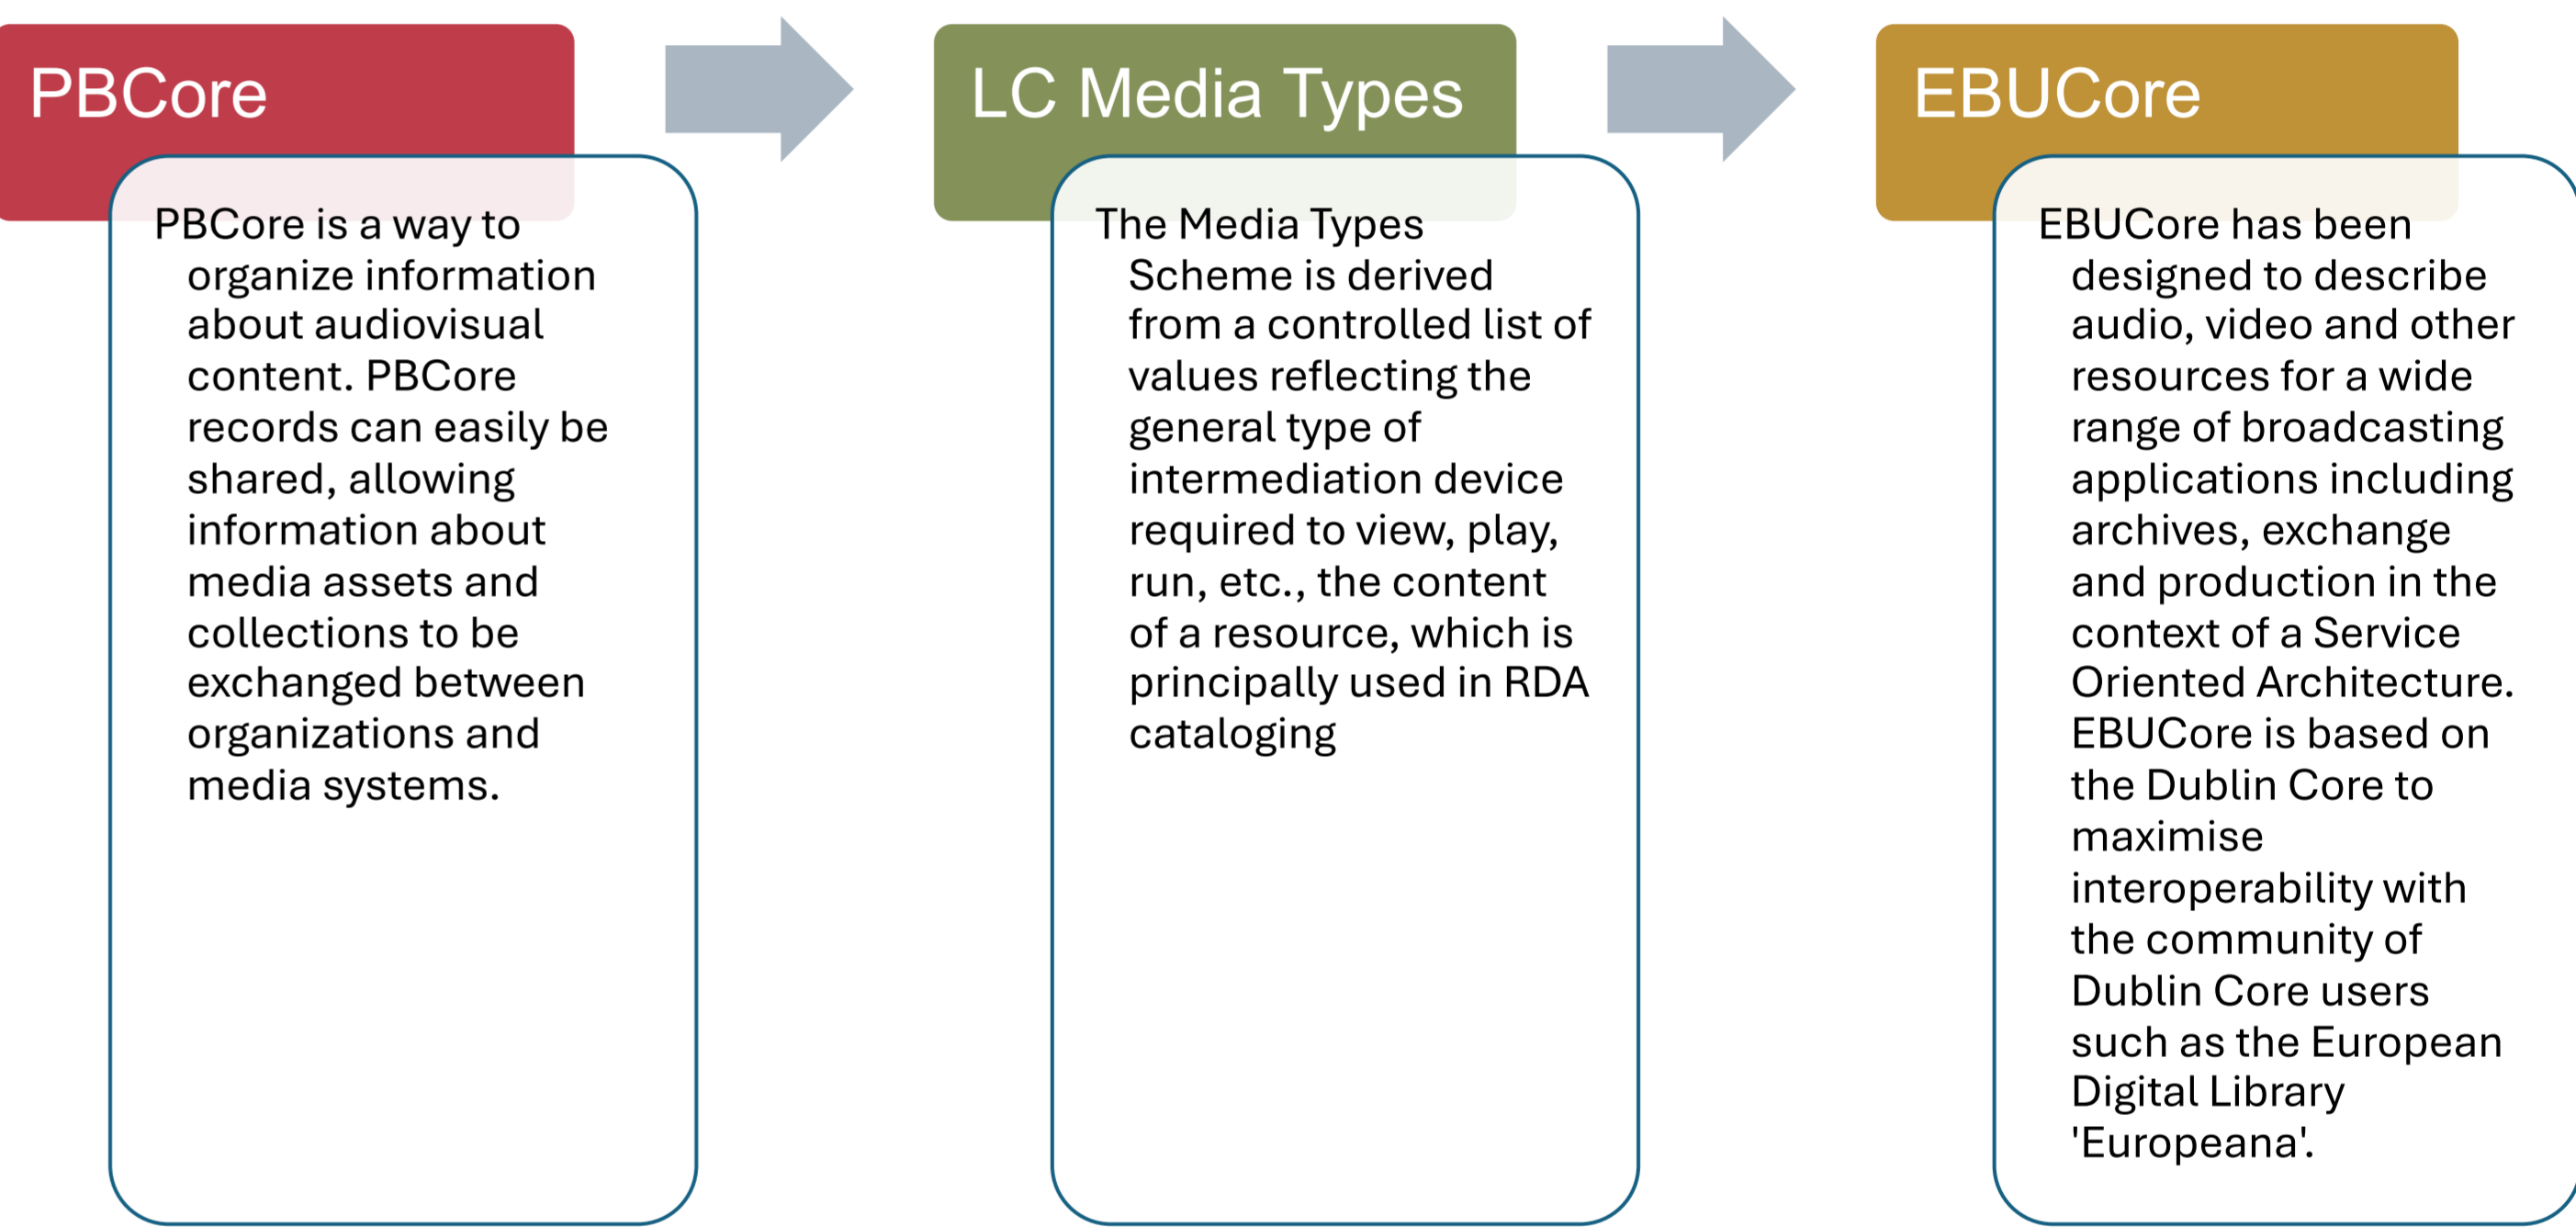 PBCore
PBCore is a way to
organize information
about audiovisual
content. PBCore
records can easily be
shared, allowing
information about
media assets and
collections to be
exchanged between
organizations and
media systems.
LC Media Types
The Media Types
Scheme is derived
from a controlled list of
values reflecting the
general type of
intermediation device
required to view, play,
run, etc., the content
of a resource, which is
principally used in RDA
cataloging
EBUCore
EBUCore has been
designed to describe
audio, video and other
resources for a wide
range of broadcasting
applications including
archives, exchange
and production in the
context of a Service
Oriented Architecture.
EBUCore is based on
the Dublin Core to
maximise
interoperability with
the community of
Dublin Core users
such as the European
Digital Library
'Europeana'.